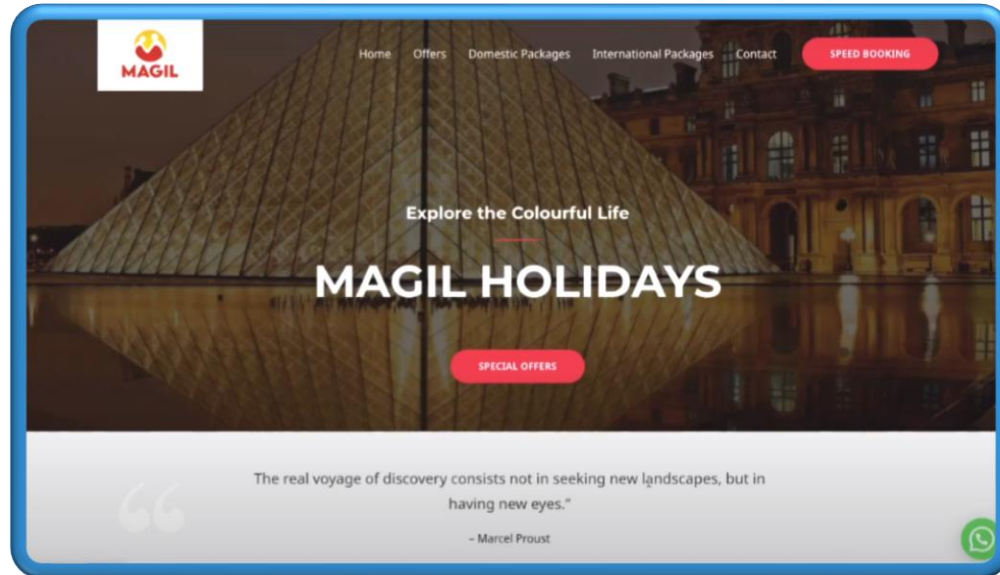 MAGIL
Home Offers Domestic Packages International Packages Contact SPEED BOOKING
Explore the Colourful Life
MAGIL HOLIDAYS
SPECIAL OFFERS
The real voyage of discovery consists not in seeking new landscapes, but in
having new eyes."
– Marcel Proust